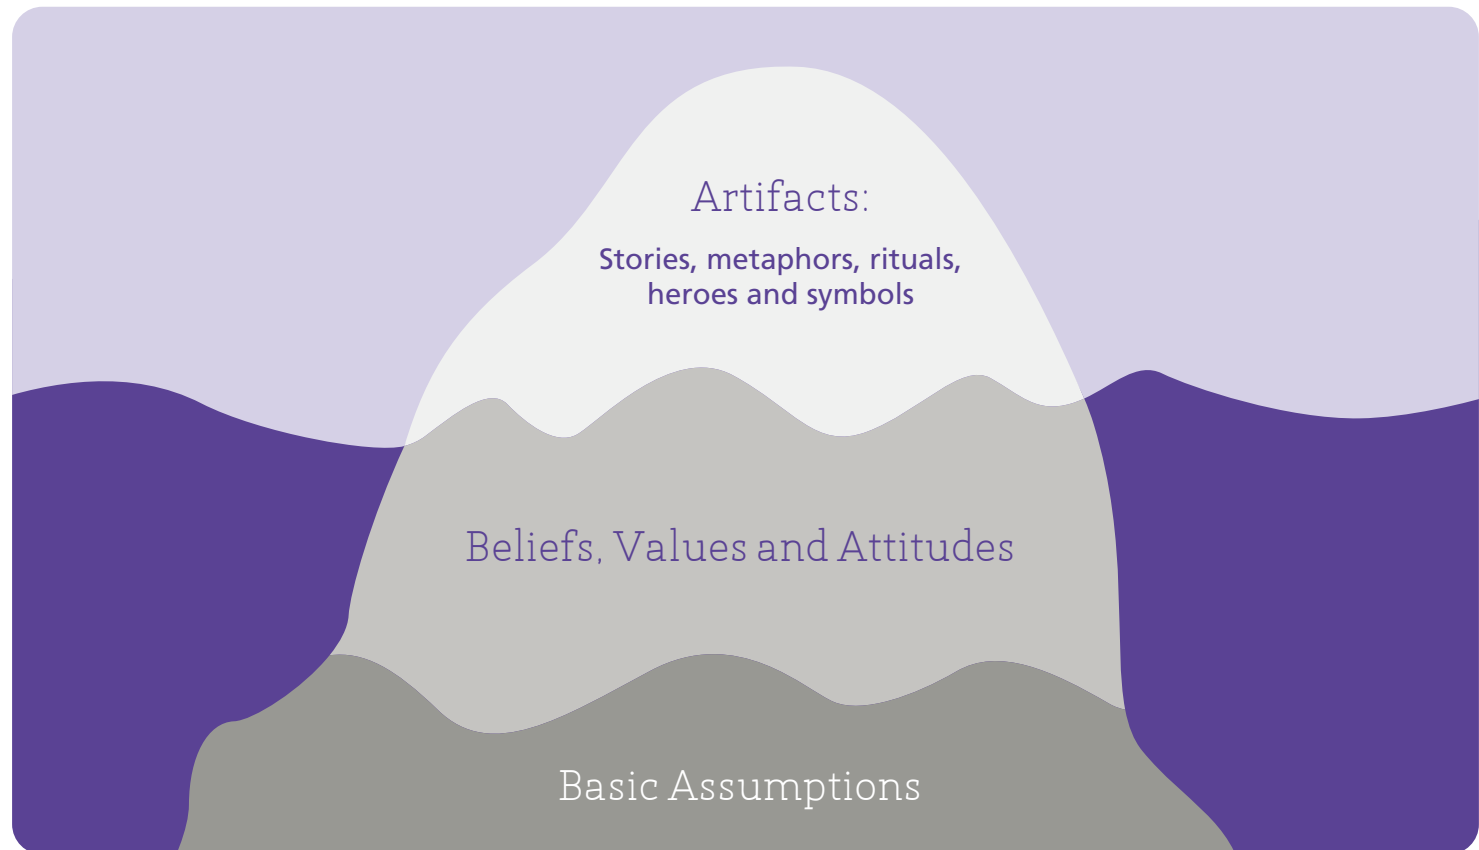 Artifacts:
Stories, metaphors, rituals,
heroes and symbols
Beliefs, Values and Attitudes
Basic Assumptions